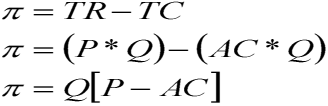 π = TR − TC
π = (P * Q) − (AC * Q)
π = Q[P − AC]